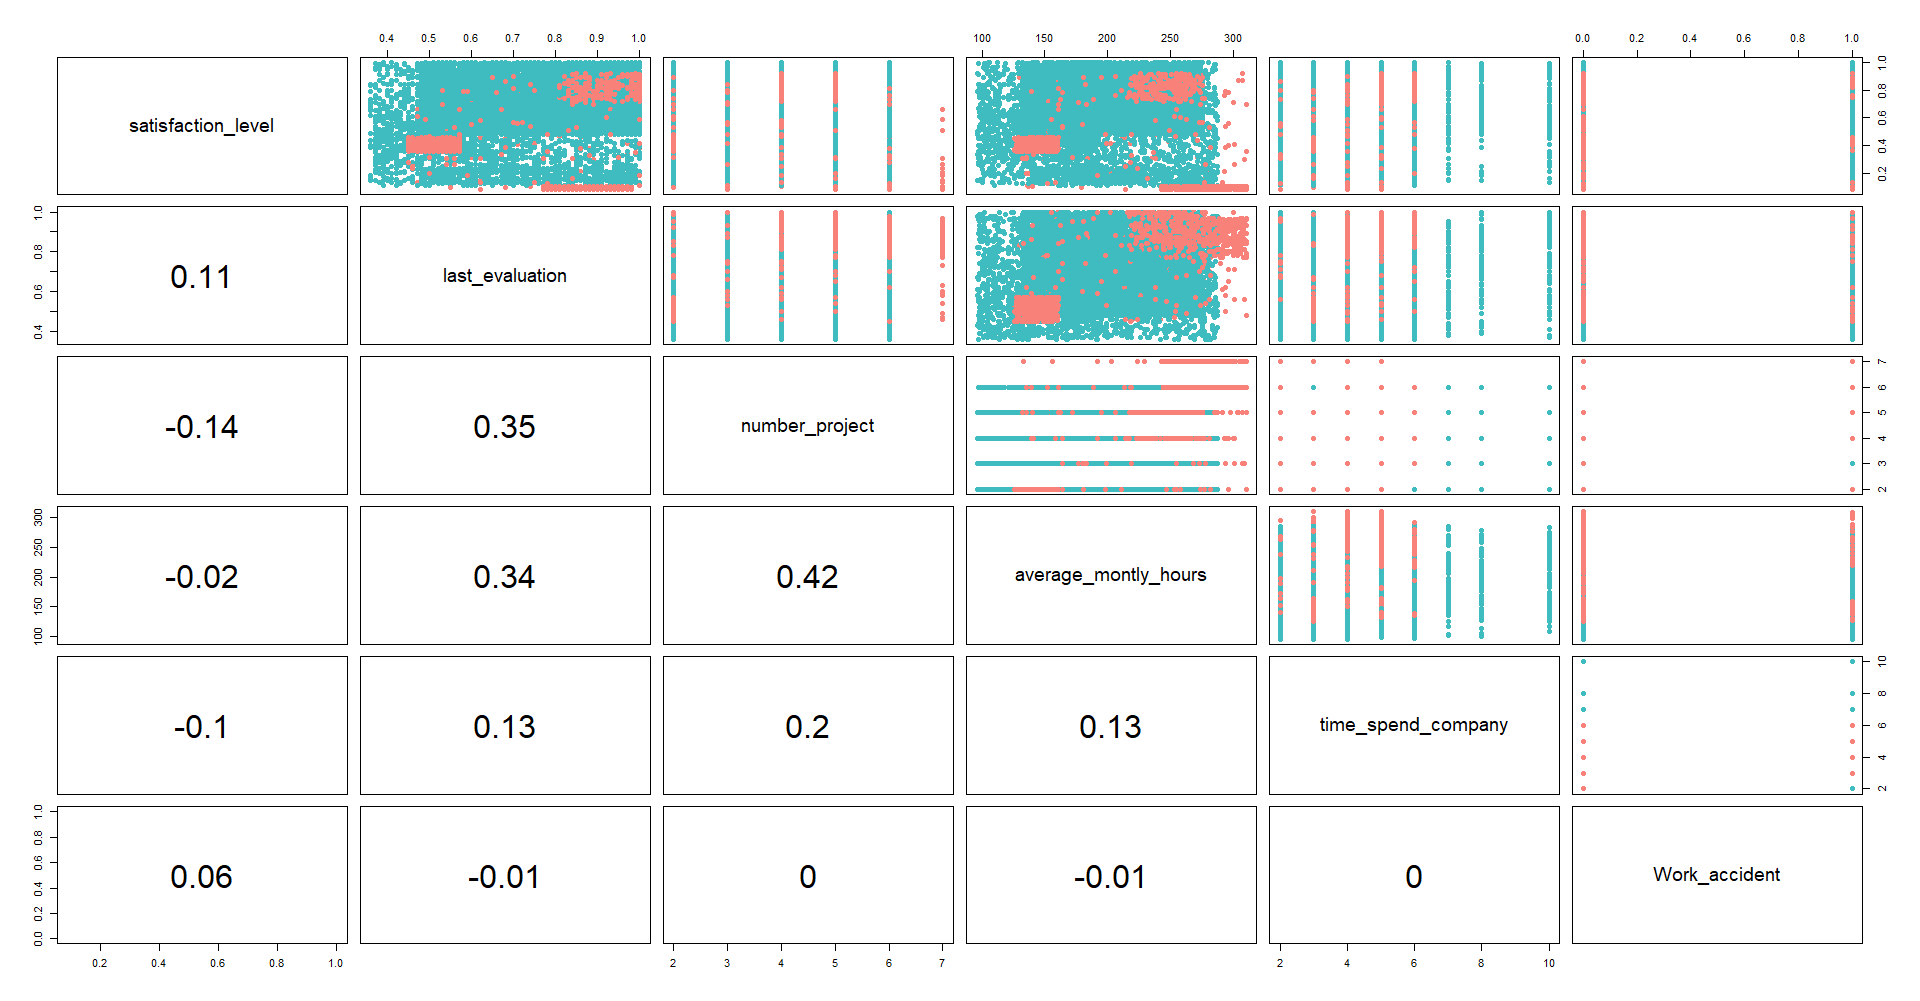 0.4 0.5 0.6 0.7 0.8 0.9 1.0 100 150 200 250 300 0.0 0.2 0.4 0.6 0.8 1.0
satisfaction_level 0.2 0.4 0.6 0.8 1.0
0.4 0.6 0.8 1.0 0.11 last_evaluation
-0.14 0.35 number_project 2 3 4 5 6 7
100 150 200 250 300 -0.02 0.34 0.42 average_montly_hours
-0.1 0.13 0.2 0.13 time_spend_company 2 4 6 8 10
0.0 0.2 0.4 0.6 0.8 1.0 0.06 -0.01 0 -0.01 0 Work_accident
0.2 0.4 0.6 0.8 1.0 2 3 4 5 6 7 2 4 6 8 10